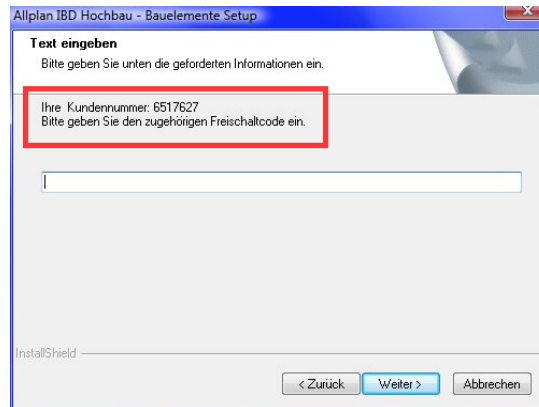 Allplan IBD Hochbau - Bauelemente Setup
Text eingeben
Bitte geben Sie unten die geforderten Informationen ein.
Ihre Kundennummer: 6517627
Bitte geben Sie den zugehörigen Freischaltcode ein.
InstallShield
< Zurück Weiter > Abbrechen